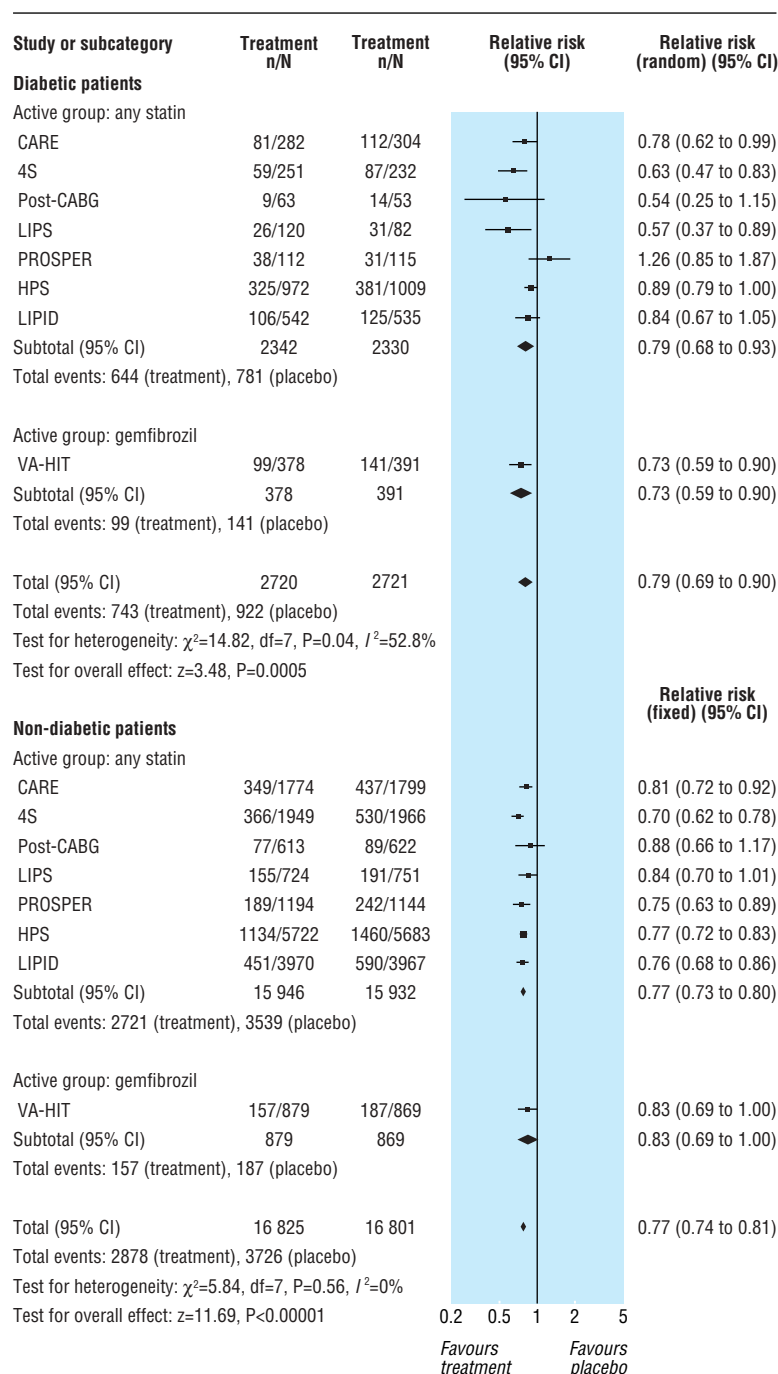 Study or subcategory Treatment n/N Treatment n/N Relative risk (95% CI) Relative risk (random) (95% CI)
Diabetic patients
Active group: any statin
CARE 81/282 112/304 0.78 (0.62 to 0.99)
4S 59/251 87/232 0.63 (0.47 to 0.83)
Post-CABG 9/63 14/53 0.54 (0.25 to 1.15)
LIPS 26/120 31/82 0.57 (0.37 to 0.89)
PROSPER 38/112 31/115 1.26 (0.85 to 1.87)
HPS 325/972 381/1009 0.89 (0.79 to 1.00)
LIPID 106/542 125/535 0.84 (0.67 to 1.05)
Subtotal (95% CI) 2342 2330 0.79 (0.68 to 0.93)
Total events: 644 (treatment), 781 (placebo)
Active group: gemfibrozil
VA-HIT 99/378 141/391 0.73 (0.59 to 0.90)
Subtotal (95% CI) 378 391 0.73 (0.59 to 0.90)
Total events: 99 (treatment), 141 (placebo)
Total (95% CI) 2720 2721 0.79 (0.69 to 0.90)
Total events: 743 (treatment), 922 (placebo)
Test for heterogeneity: χ²=14.82, df=7, P=0.04, I²=52.8%
Test for overall effect: z=3.48, P=0.0005
Relative risk (fixed) (95% CI)
Non-diabetic patients
Active group: any statin
CARE 349/1774 437/1799 0.81 (0.72 to 0.92)
4S 366/1949 530/1966 0.70 (0.62 to 0.78)
Post-CABG 77/613 89/622 0.88 (0.66 to 1.17)
LIPS 155/724 191/751 0.84 (0.70 to 1.01)
PROSPER 189/1194 242/1144 0.75 (0.63 to 0.89)
HPS 1134/5722 1460/5683 0.77 (0.72 to 0.83)
LIPID 451/3970 590/3967 0.76 (0.68 to 0.86)
Subtotal (95% CI) 15 946 15 932 0.77 (0.73 to 0.80)
Total events: 2721 (treatment), 3539 (placebo)
Active group: gemfibrozil
VA-HIT 157/879 187/869 0.83 (0.69 to 1.00)
Subtotal (95% CI) 879 869 0.83 (0.69 to 1.00)
Total events: 157 (treatment), 187 (placebo)
Total (95% CI) 16 825 16 801 0.77 (0.74 to 0.81)
Total events: 2878 (treatment), 3726 (placebo)
Test for heterogeneity: χ²=5.84, df=7, P=0.56, I²=0%
Test for overall effect: z=11.69, P<0.00001
0.2 0.5 1 2 5
Favours treatment Favours placebo